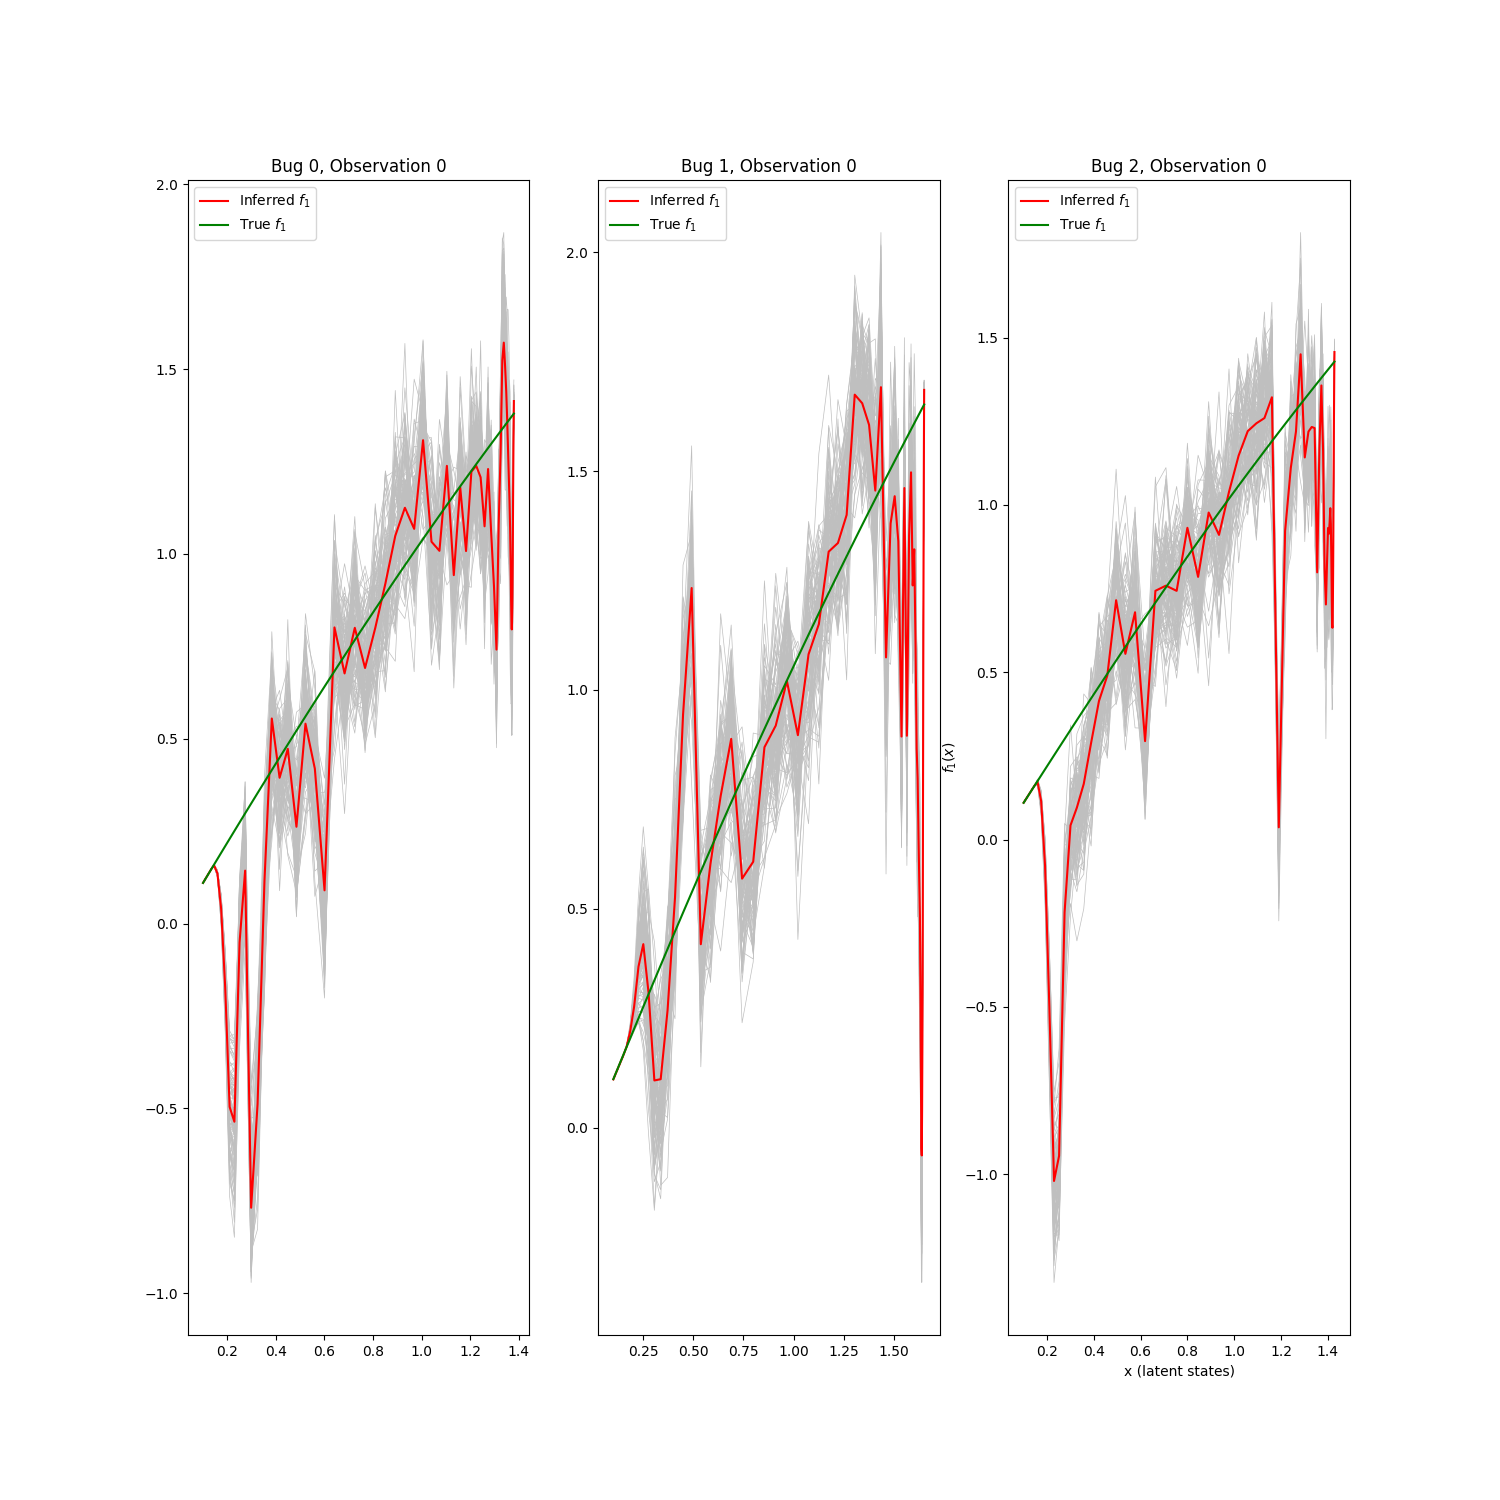 Bug 0, Observation 0
Inferred f₁
True f₁
2.0
1.5
1.0
0.5
0.0
−0.5
−1.0
0.2 0.4 0.6 0.8 1.0 1.2 1.4
Bug 1, Observation 0
Inferred f₁
True f₁
2.0
1.5
1.0
0.5
0.0
0.25 0.50 0.75 1.00 1.25 1.50
Bug 2, Observation 0
Inferred f₁
True f₁
f₁(x)
1.5
1.0
0.5
0.0
−0.5
−1.0
0.2 0.4 0.6 0.8 1.0 1.2 1.4
x (latent states)